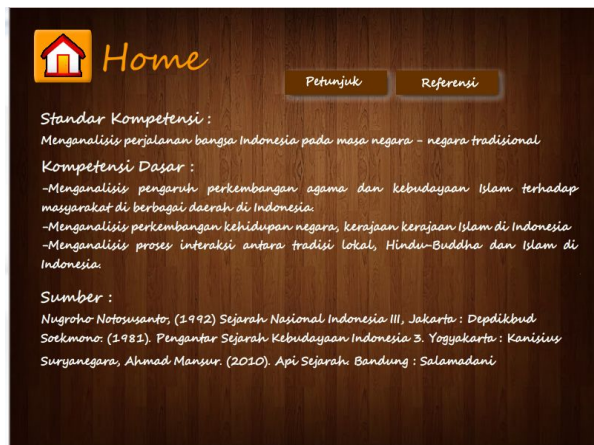 Home
Petunjuk
Referensi
Standar Kompetensi :
Menganalisis perjalanan bangsa Indonesia pada masa negara - negara tradisional
Kompetensi Dasar :
-Menganalisis pengaruh perkembangan agama dan kebudayaan Islam terhadap
masyarakat di berbagai daerah di Indonesia.
-Menganalisis perkembangan kehidupan negara, kerajaan kerajaan Islam di Indonesia
-Menganalisis proses interaksi antara tradisi lokal, Hindu-Buddha dan Islam di
Indonesia.
Sumber :
Nugroho Notosusanto, (1992) Sejarah Nasional Indonesia III, Jakarta : Depdikbud
Soekmono. (1981). Pengantar Sejarah Kebudayaan Indonesia 3. Yogyakarta : Kanisius
Suryanegara, Ahmad Mansur. (2010). Api Sejarah. Bandung : Salamadani